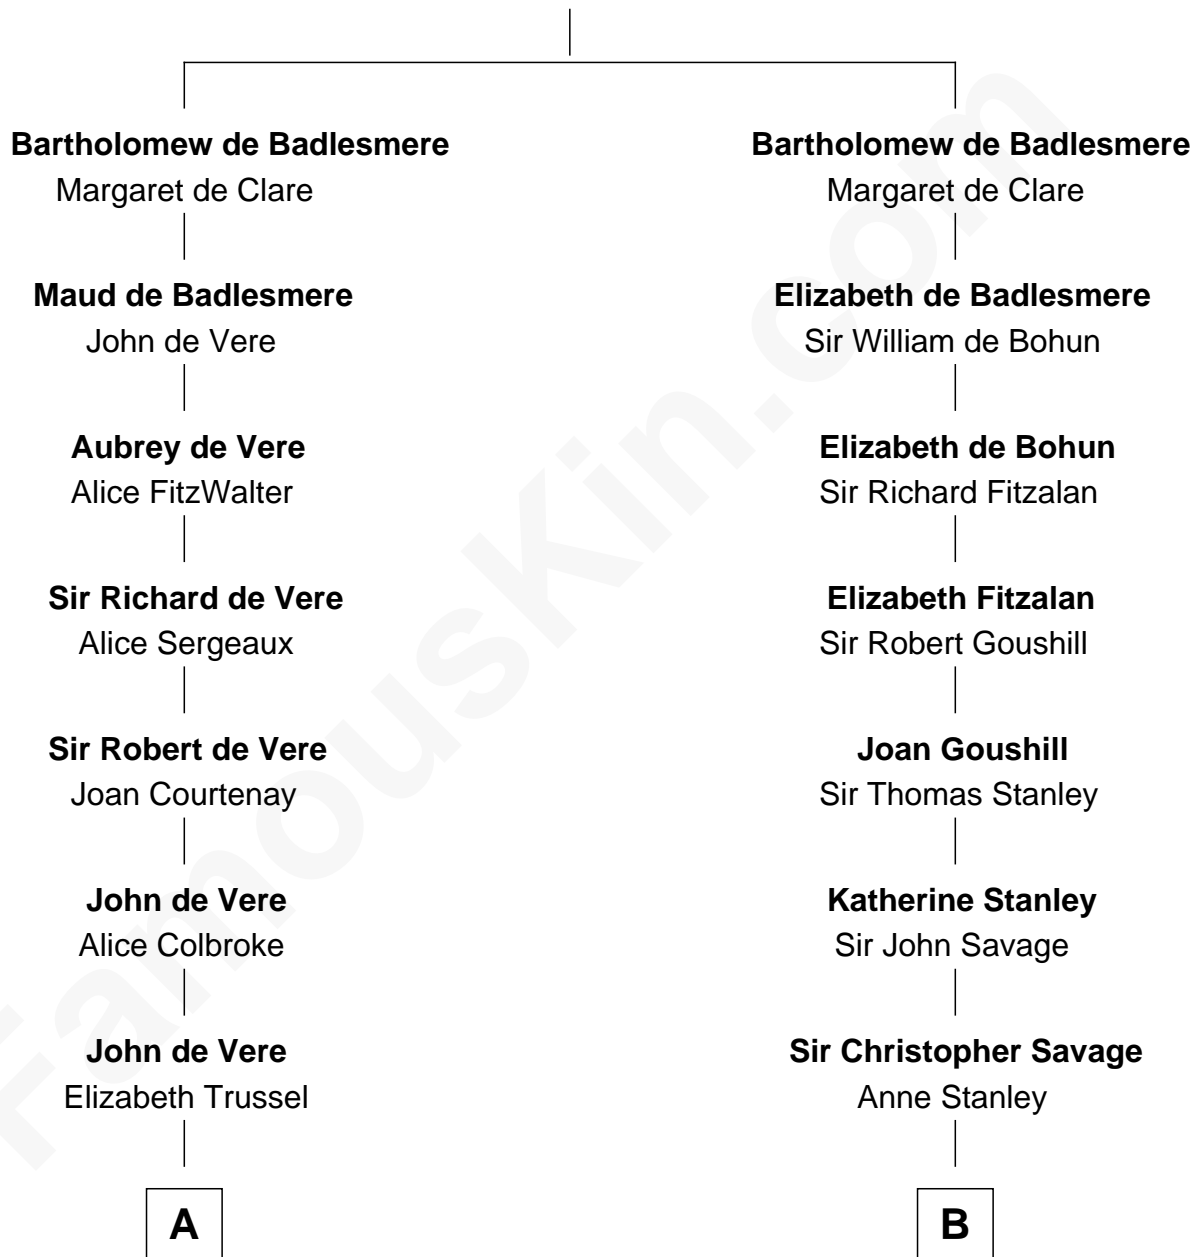 Bartholomew de Badlesmere
Margaret de Clare
Maud de Badlesmere
John de Vere
Aubrey de Vere
Alice FitzWalter
Sir Richard de Vere
Alice Sergeaux
Sir Robert de Vere
Joan Courtenay
John de Vere
Alice Colbroke
John de Vere
Elizabeth Trussel
A
Bartholomew de Badlesmere
Margaret de Clare
Elizabeth de Badlesmere
Sir William de Bohun
Elizabeth de Bohun
Sir Richard Fitzalan
Elizabeth Fitzalan
Sir Robert Goushill
Joan Goushill
Sir Thomas Stanley
Katherine Stanley
Sir John Savage
Sir Christopher Savage
Anne Stanley
B
FamousKin.com